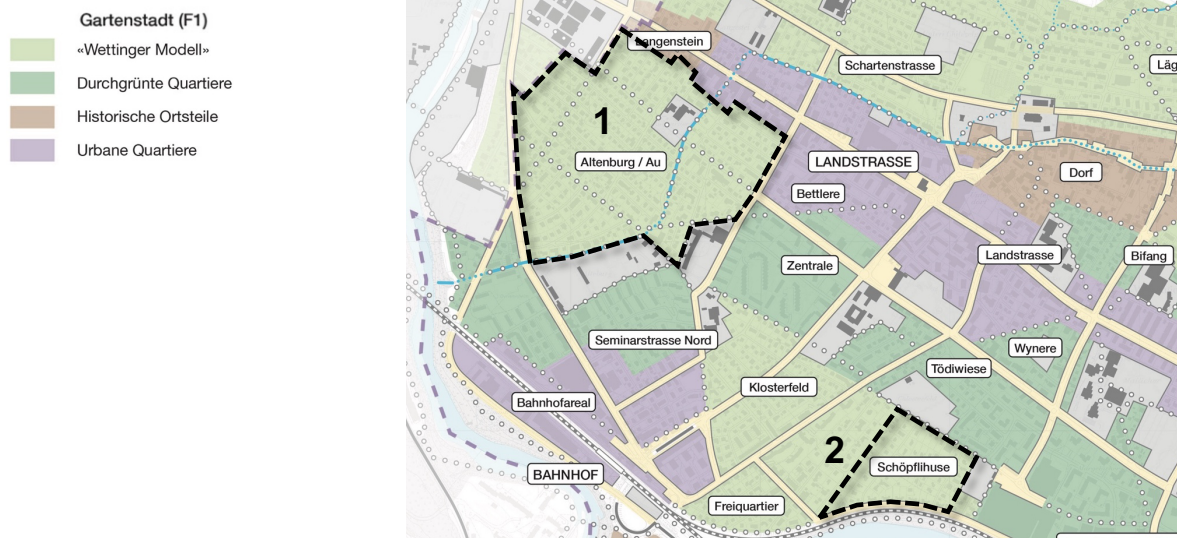 Gartenstadt (F1)
«Wettinger Modell»
Durchgrünte Quartiere
Historische Ortsteile
Urbane Quartiere
Langenstein
Schartenstrasse
Läg
1
Altenburg / Au
LANDSTRASSE
Dorf
Bettlere
Zentrale
Landstrasse
Bifang
Seminarstrasse Nord
Wynere
Tödiwiese
Klosterfeld
Bahnhofareal
2
Schöpflihuse
BAHNHOF
Freiquartier